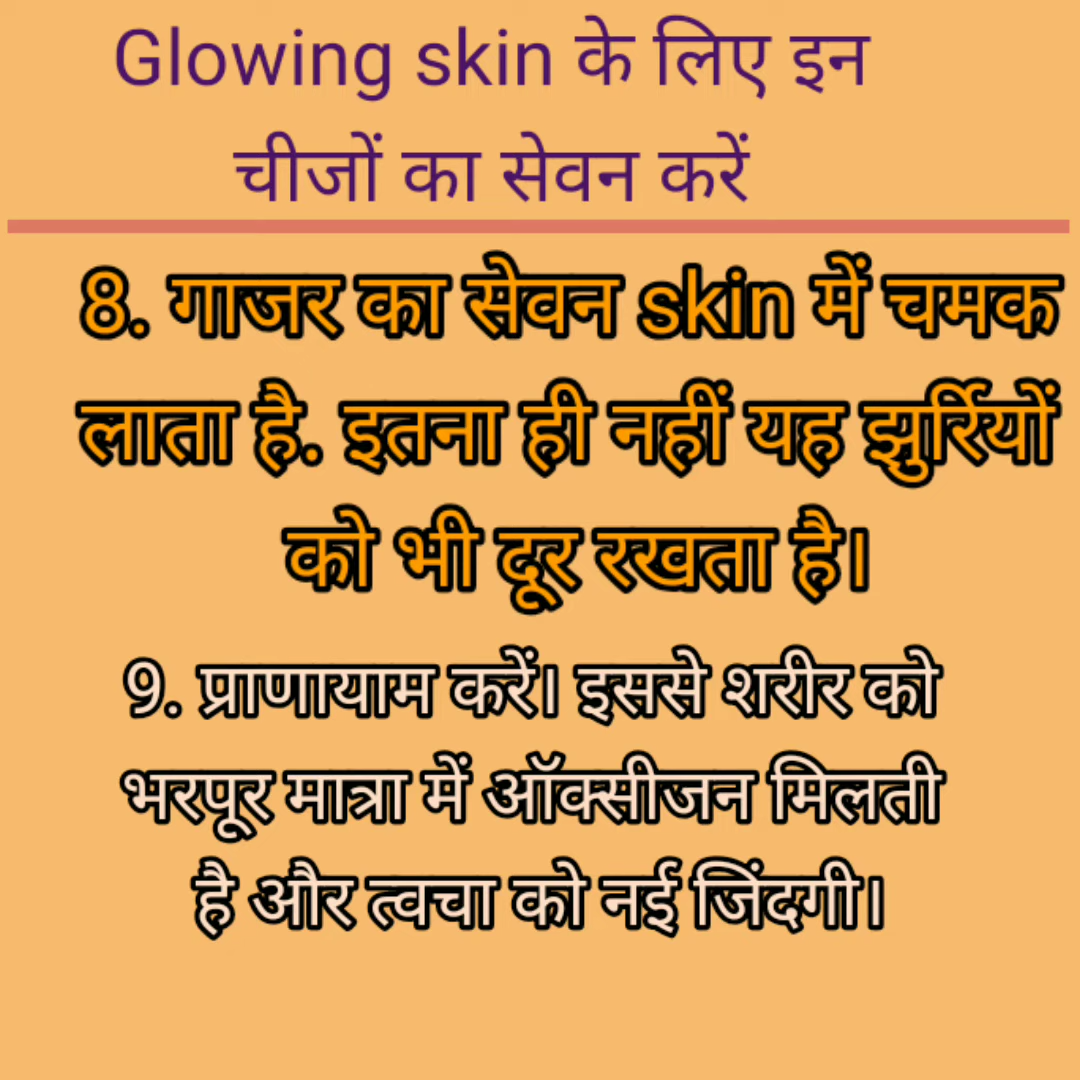 Glowing skin के लिए इन
चीजों का सेवन करें
8. गाजर का सेवन skin में चमक
लाता है. इतना ही नहीं यह झुर्रियों
को भी दूर रखता है।
9. प्राणायाम करें। इससे शरीर को
भरपूर मात्रा में ऑक्सीजन मिलती
है और त्वचा को नई जिंदगी।